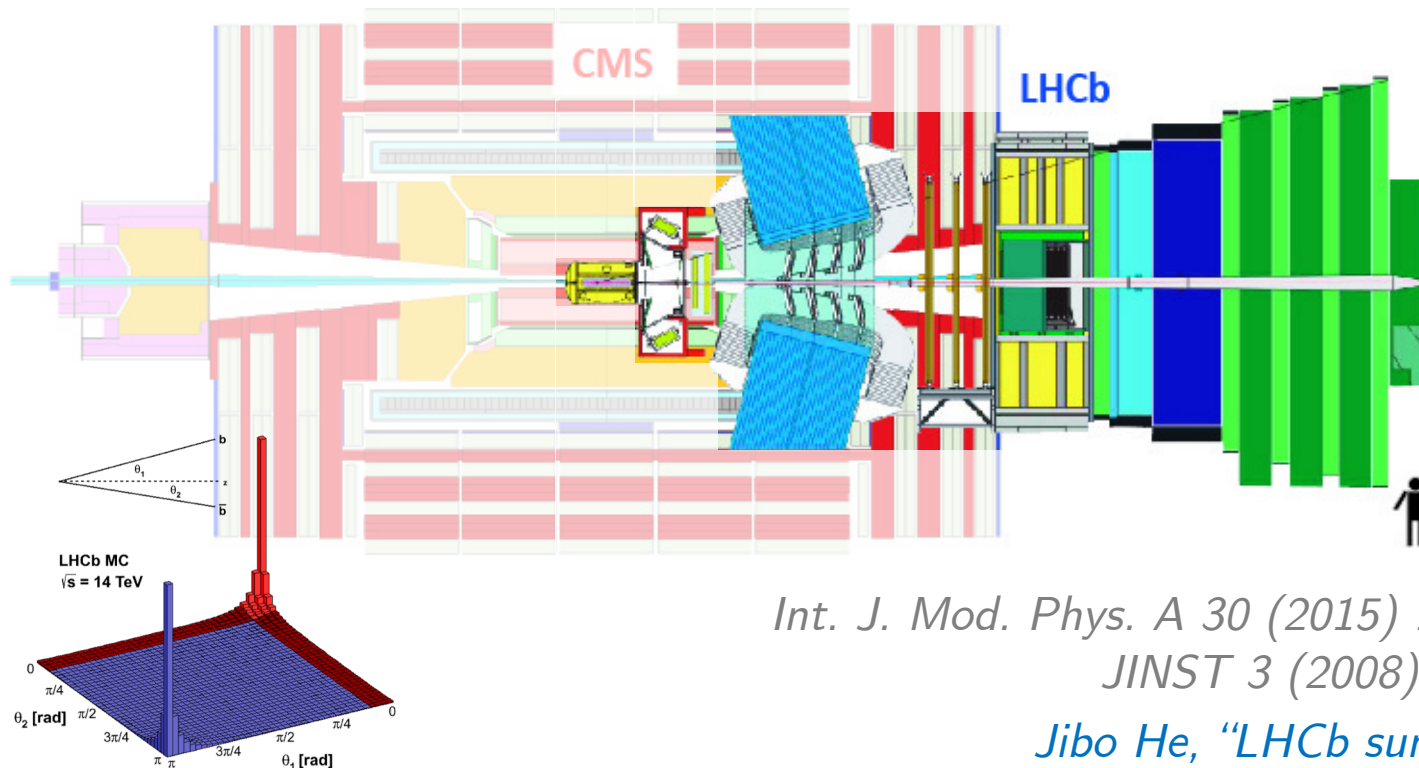 CMS
LHCb
b
θ1
z
θ2
b̅
LHCb MC
√s = 14 TeV
0
π/4
π/2
3π/4
π
θ2 [rad]
π
3π/4
π/2
π/4
0
θ1 [rad]
Int. J. Mod. Phys. A 30 (2015)
JINST 3 (2008)
Jibo He, “LHCb sur